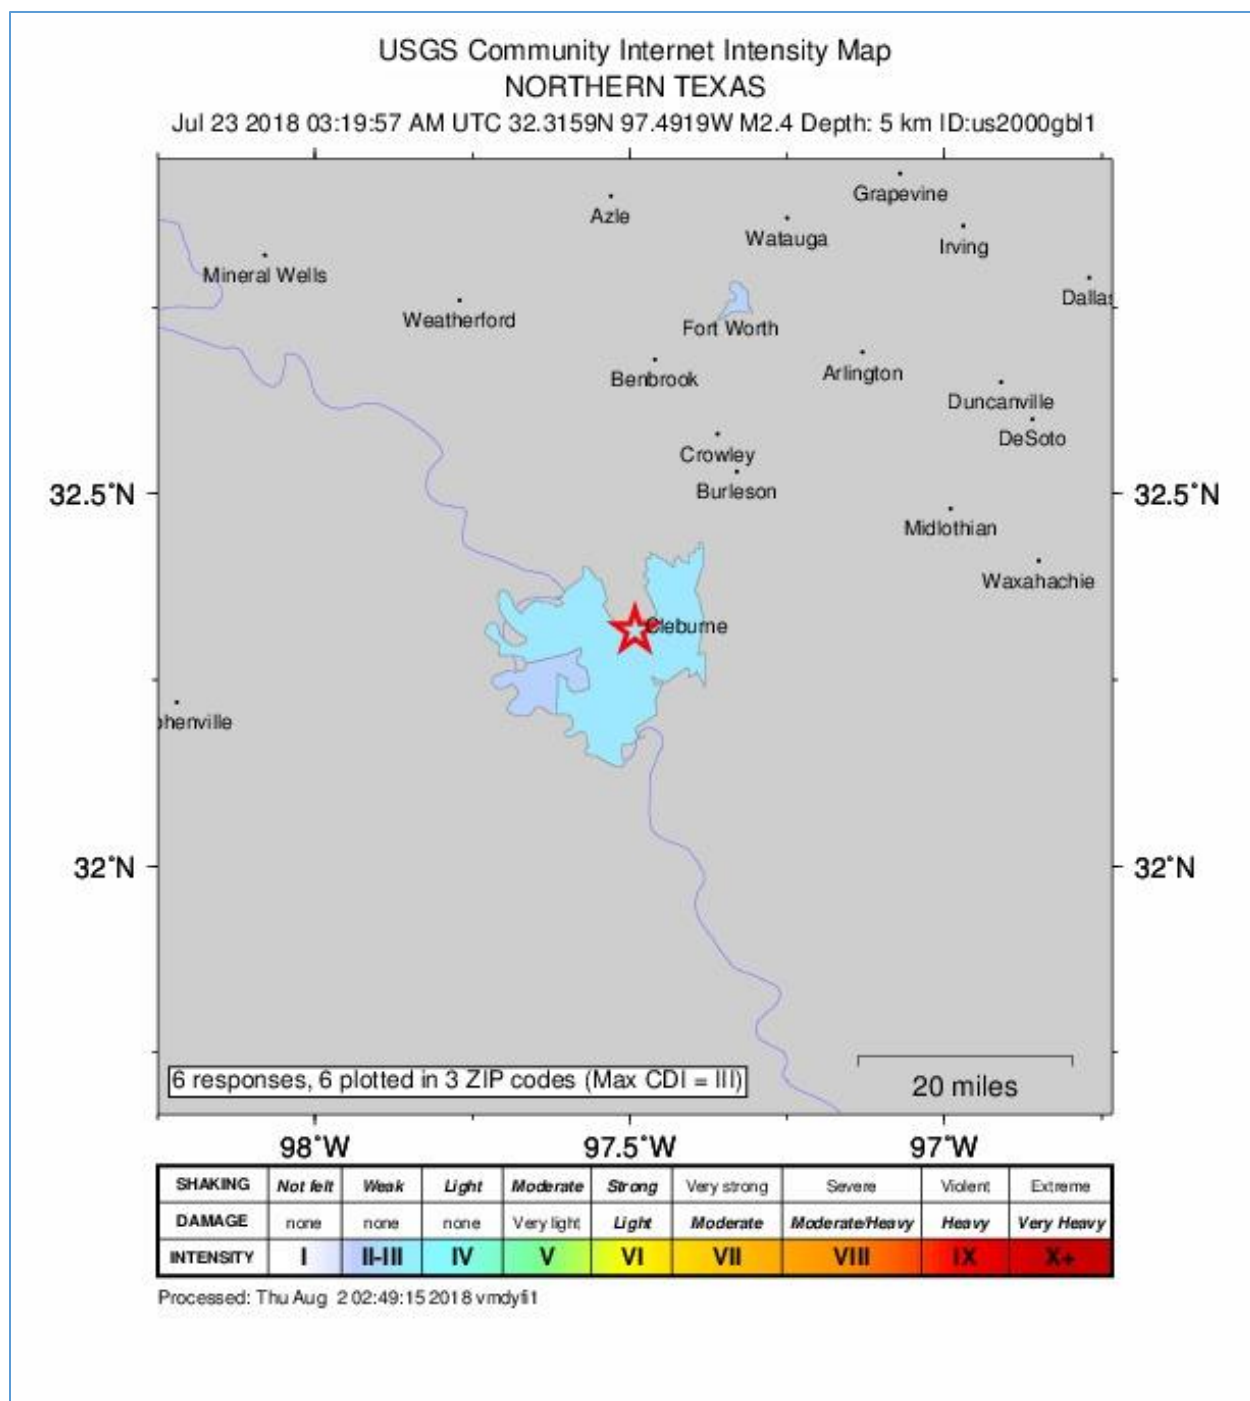 USGS Community Internet Intensity Map
NORTHERN TEXAS
Jul 23 2018 03:19:57 AM UTC 32.3159N 97.4919W M2.4 Depth: 5 km ID:us2000gbl1
Grapevine
Azle
Watauga
Irving
Mineral Wells
Dallas
Weatherford
Fort Worth
Benbrook
Arlington
Duncanville
DeSoto
Crowley
Burleson
32.5°N 32.5°N
Midlothian
Waxahachie
Cleburne
phenville
32°N 32°N
6 responses, 6 plotted in 3 ZIP codes (Max CDI = III)
20 miles
98°W 97.5°W 97°W
SHAKING Not felt Weak Light Moderate Strong Very strong Severe Violent Extreme
DAMAGE none none none Very light Light Moderate Moderate/Heavy Heavy Very Heavy
INTENSITY I II-III IV V VI VII VIII IX X+
Processed: Thu Aug 2 02:49:15 2018 vmdyfi1